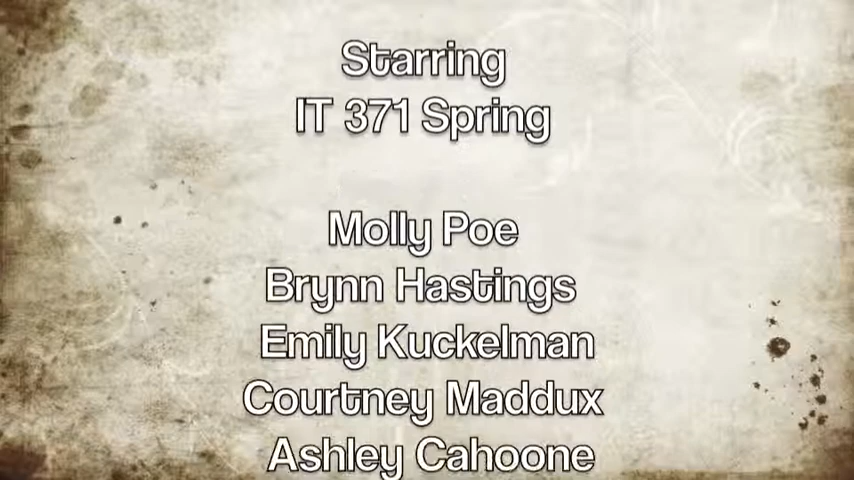 Starring
IT 371 Spring
Molly Poe
Brynn Hastings
Emily Kuckelman
Courtney Maddux
Ashley Cahoone